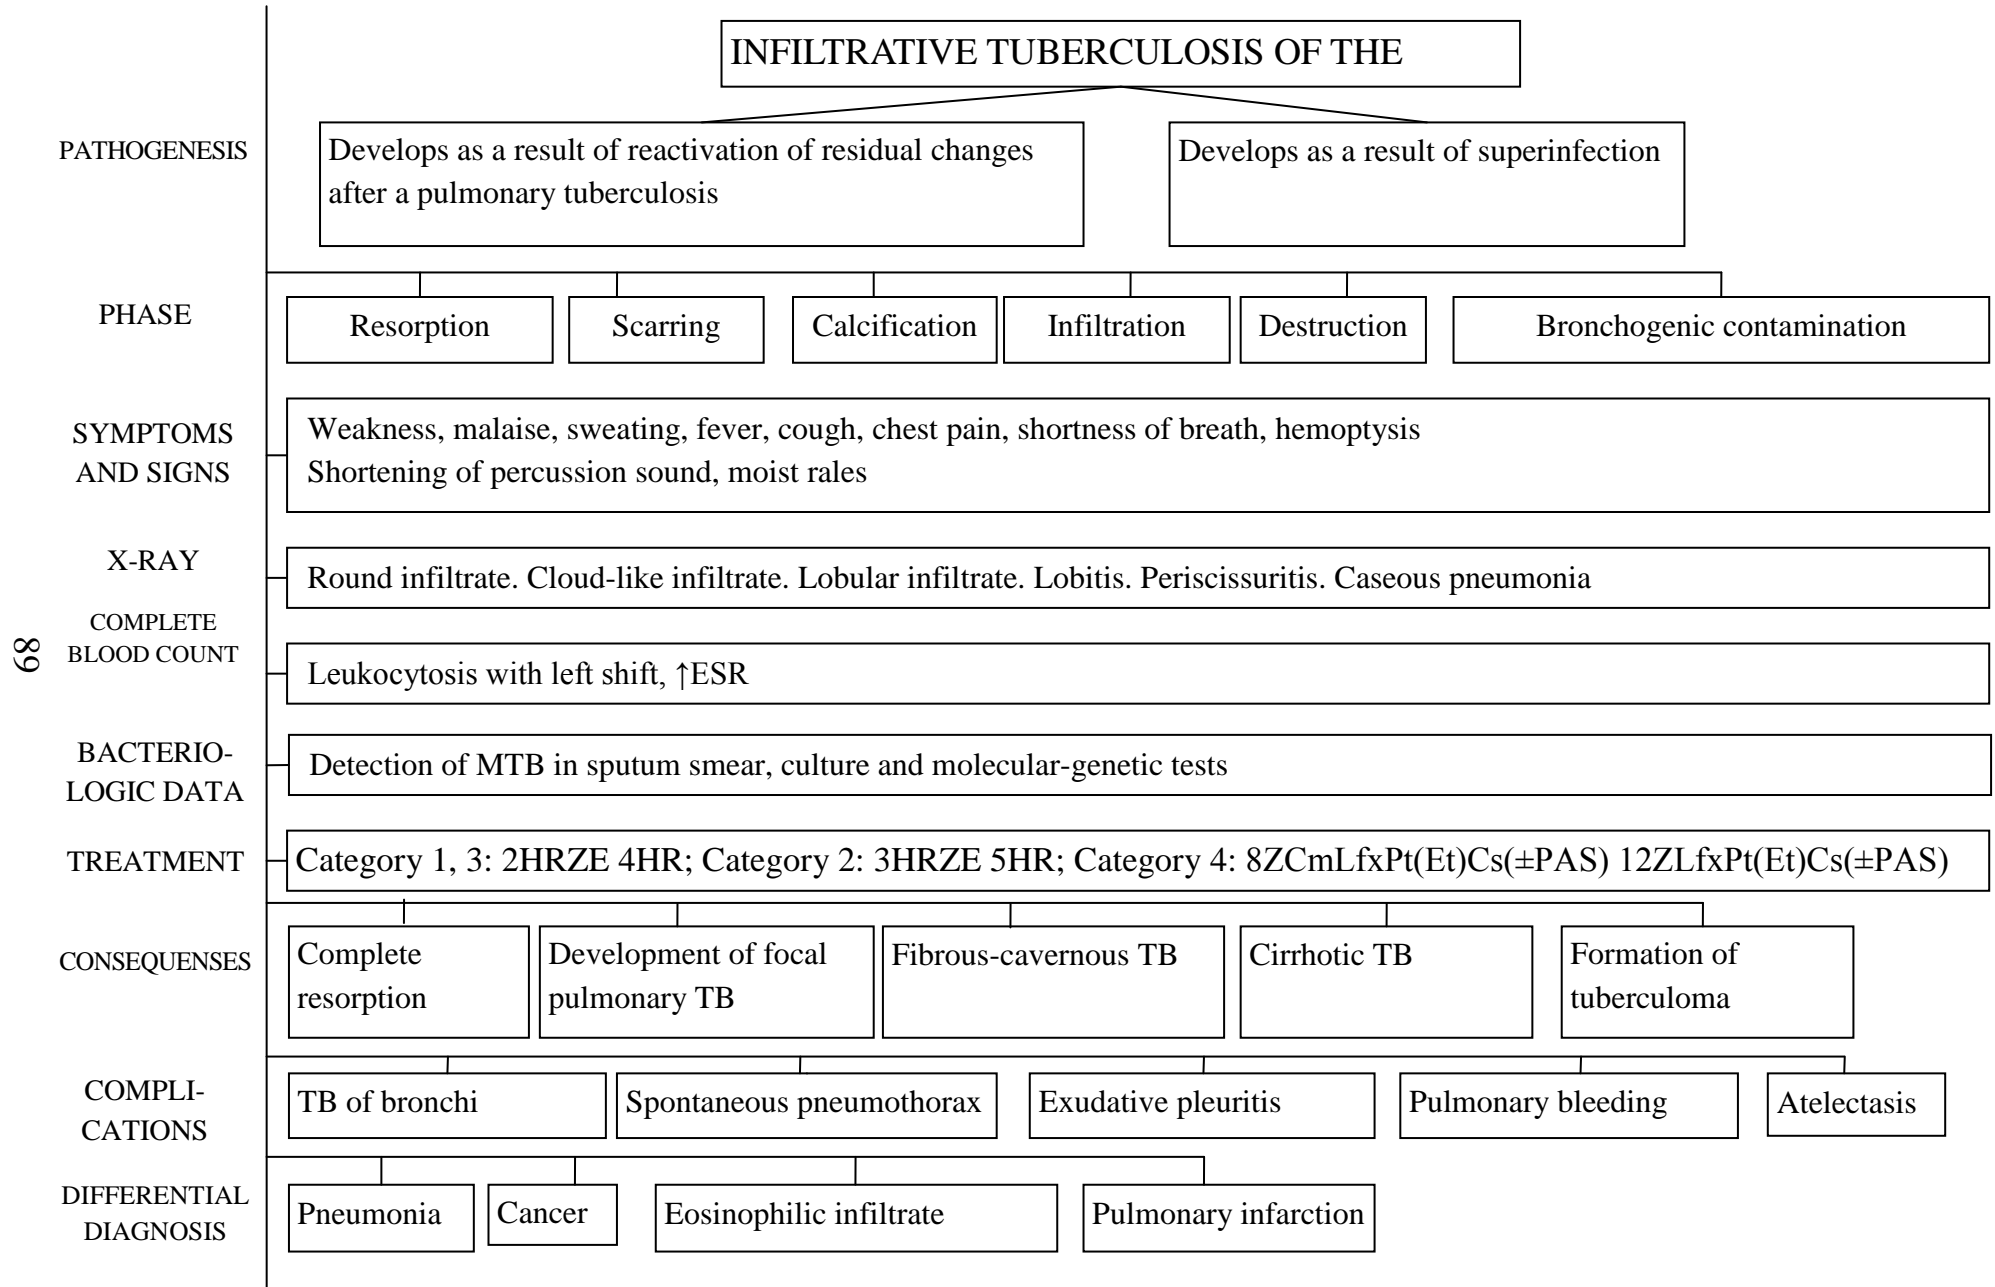 INFILTRATIVE TUBERCULOSIS OF THE
PATHOGENESIS
Develops as a result of reactivation of residual changes
after a pulmonary tuberculosis
Develops as a result of superinfection
PHASE
Resorption
Scarring
Calcification
Infiltration
Destruction
Bronchogenic contamination
SYMPTOMS
AND SIGNS
Weakness, malaise, sweating, fever, cough, chest pain, shortness of breath, hemoptysis
Shortening of percussion sound, moist rales
X-RAY
Round infiltrate. Cloud-like infiltrate. Lobular infiltrate. Lobitis. Periscissuritis. Caseous pneumonia
COMPLETE
BLOOD COUNT
Leukocytosis with left shift, ↑ESR
89
BACTERIO-
LOGIC DATA
Detection of MTB in sputum smear, culture and molecular-genetic tests
TREATMENT
Category 1, 3: 2HRZE 4HR; Category 2: 3HRZE 5HR; Category 4: 8ZCmLfxPt(Et)Cs(±PAS) 12ZLfxPt(Et)Cs(±PAS)
CONSEQUENSES
Complete
resorption
Development of focal
pulmonary TB
Fibrous-cavernous TB
Cirrhotic TB
Formation of
tuberculoma
COMPLI-
CATIONS
TB of bronchi
Spontaneous pneumothorax
Exudative pleuritis
Pulmonary bleeding
Atelectasis
DIFFERENTIAL
DIAGNOSIS
Pneumonia
Cancer
Eosinophilic infiltrate
Pulmonary infarction